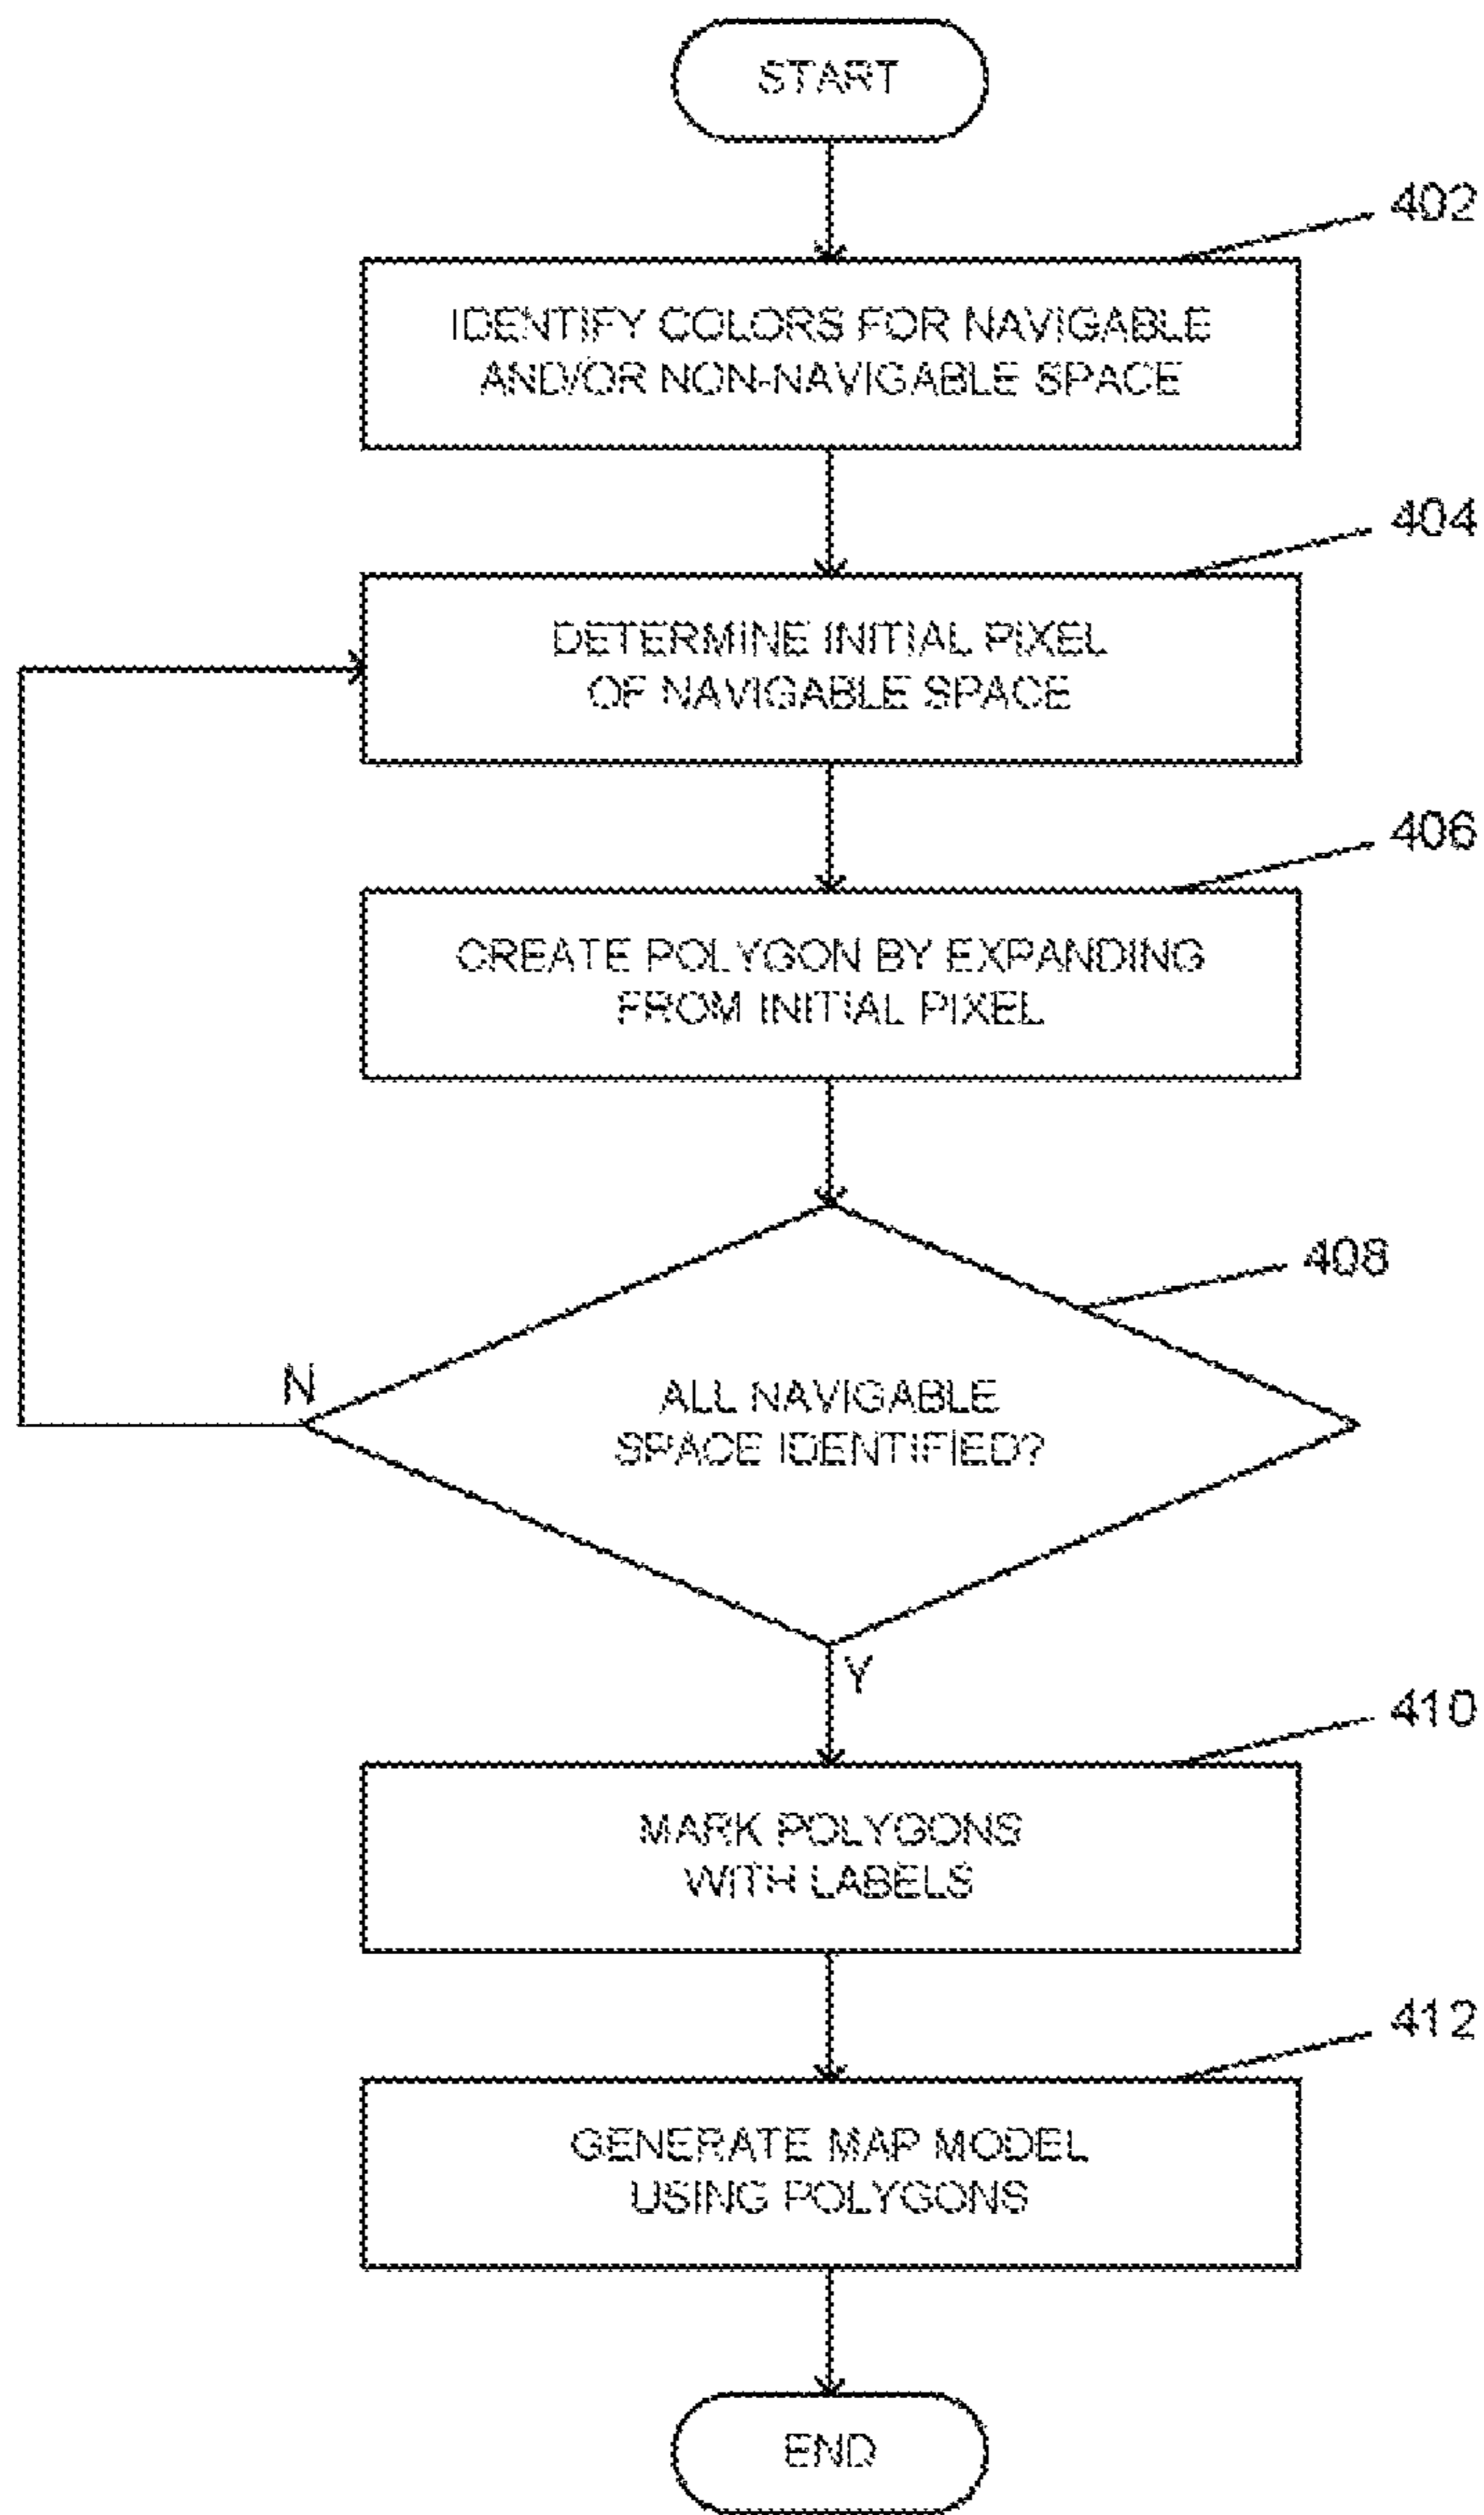 START
402
IDENTIFY COLORS FOR NAVIGABLE
AND/OR NON-NAVIGABLE SPACE
404
DETERMINE INITIAL PIXEL
OF NAVIGABLE SPACE
406
CREATE POLYGON BY EXPANDING
FROM INITIAL PIXEL
408
N
ALL NAVIGABLE
SPACE IDENTIFIED?
Y
410
MARK POLYGONS
WITH LABELS
412
GENERATE MAP MODEL
USING POLYGONS
END